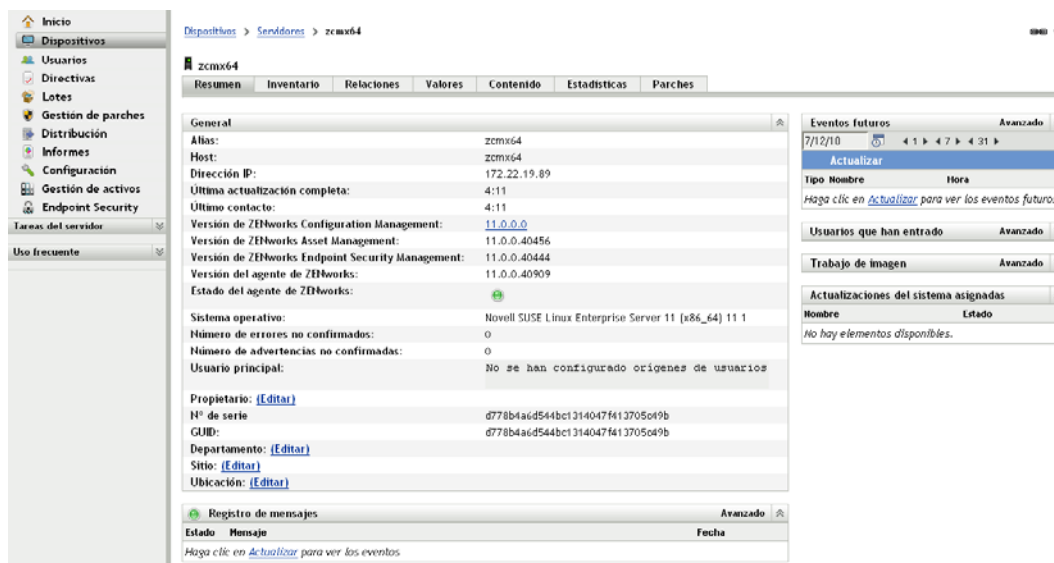 Inicio
Dispositivos
Usuarios
Directivas
Lotes
Gestión de parches
Distribución
Informes
Configuración
Gestión de activos
Endpoint Security
Tareas del servidor
Uso frecuente
Dispositivos > Servidores > zcmx64
zcmx64
Resumen Inventario Relaciones Valores Contenido Estadísticas Parches
General
Alias: zcmx64
Host: zcmx64
Dirección IP: 172.22.19.89
Última actualización completa: 4:11
Último contacto: 4:11
Versión de ZENworks Configuration Management: 11.0.0.0
Versión de ZENworks Asset Management: 11.0.0.40456
Versión de ZENworks Endpoint Security Management: 11.0.0.40444
Versión del agente de ZENworks: 11.0.0.40909
Estado del agente de ZENworks:
Sistema operativo: Novell SUSE Linux Enterprise Server 11 (x86_64) 11 1
Número de errores no confirmados: 0
Número de advertencias no confirmadas: 0
Usuario principal: No se han configurado orígenes de usuarios
Propietario: (Editar)
Nº de serie d778b4a6d544bc1314047f413705c49b
GUID: d778b4a6d544bc1314047f413705c49b
Departamento: (Editar)
Sitio: (Editar)
Ubicación: (Editar)
Registro de mensajes Avanzado
Estado Mensaje Fecha
Haga clic en Actualizar para ver los eventos
Eventos futuros Avanzado
7/12/10 1 7 31
Actualizar
Tipo Nombre Hora
Haga clic en Actualizar para ver los eventos futuros
Usuarios que han entrado Avanzado
Trabajo de imagen Avanzado
Actualizaciones del sistema asignadas
Nombre Estado
No hay elementos disponibles.